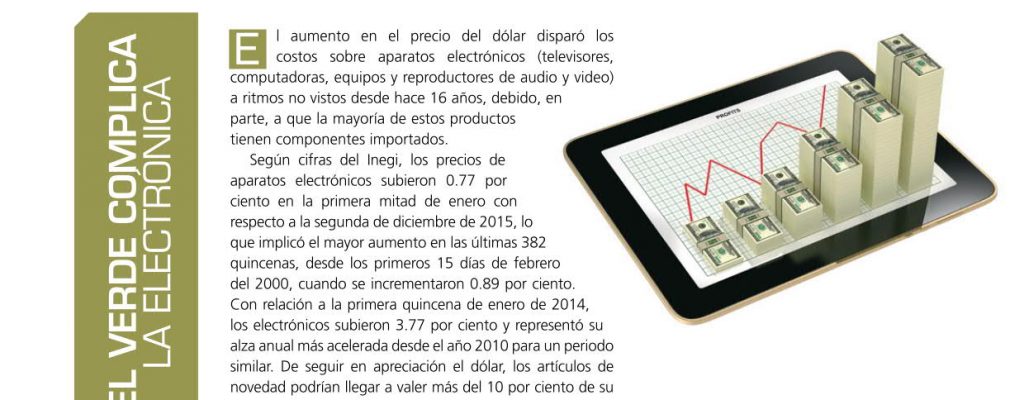 EL VERDE COMPLICA
LA ELECTRÓNICA
El aumento en el precio del dólar disparó los
costos sobre aparatos electrónicos (televisores,
computadoras, equipos y reproductores de audio y video)
a ritmos no vistos desde hace 16 años, debido, en
parte, a que la mayoría de estos productos
tienen componentes importados.
Según cifras del Inegi, los precios de
aparatos electrónicos subieron 0.77 por
ciento en la primera mitad de enero con
respecto a la segunda de diciembre de 2015, lo
que implicó el mayor aumento en las últimas 382
quincenas, desde los primeros 15 días de febrero
del 2000, cuando se incrementaron 0.89 por ciento.
Con relación a la primera quincena de enero de 2014,
los electrónicos subieron 3.77 por ciento y representó su
alza anual más acelerada desde el año 2010 para un periodo
similar. De seguir en apreciación el dólar, los artículos de
novedad podrían llegar a valer más del 10 por ciento de su
PROFITS